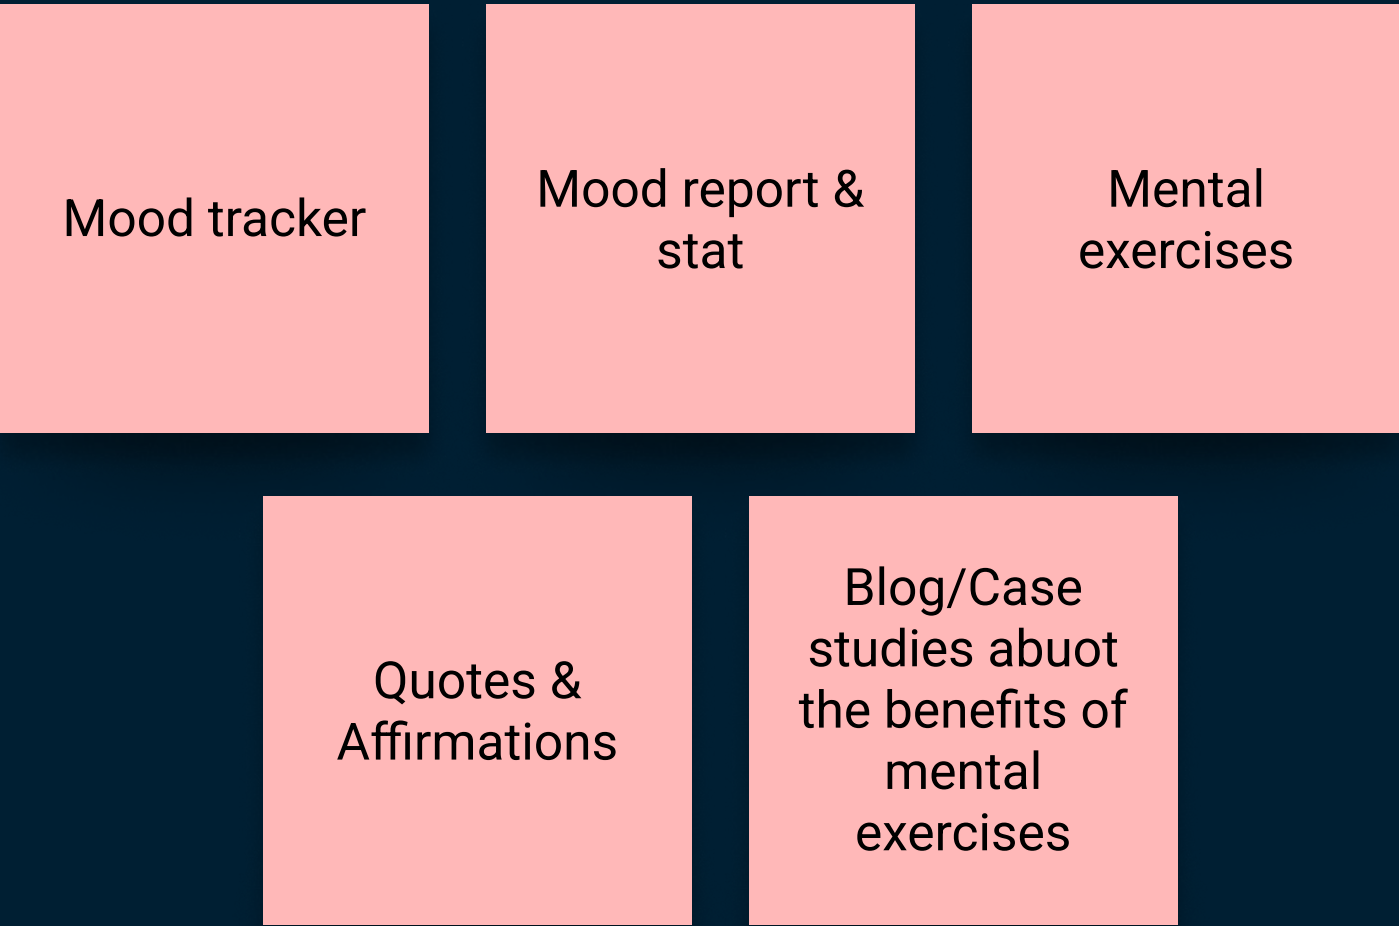 Mood tracker
Mood report &
stat
Mental
exercises
Quotes &
Affirmations
Blog/Case
studies abuot
the benefits of
mental
exercises